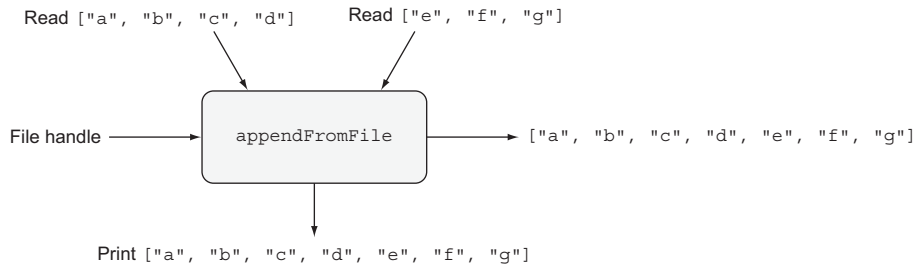 Read ["a", "b", "c", "d"]
Read ["e", "f", "g"]
File handle
appendFromFile
["a", "b", "c", "d", "e", "f", "g"]
Print ["a", "b", "c", "d", "e", "f", "g"]